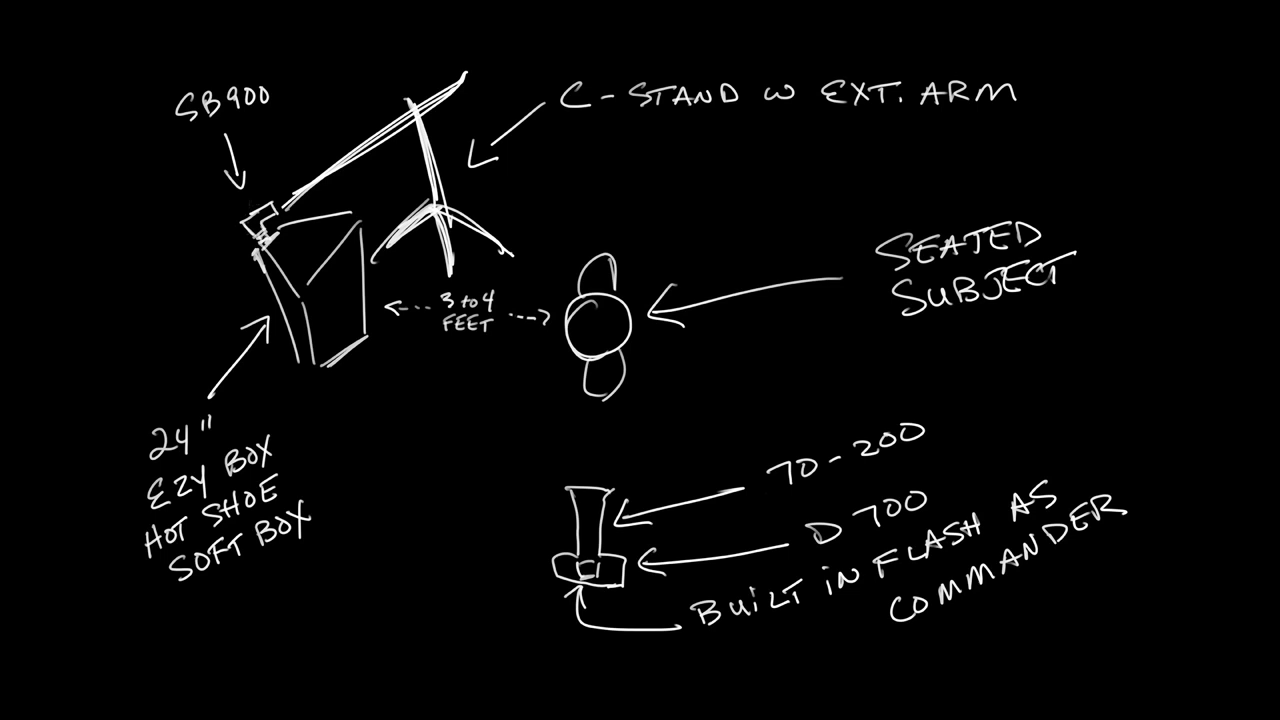 SB900
C-STAND W EXT. ARM
SEATED
SUBJECT
3 to 4
FEET
24"
EZY BOX
HOT SHOE
SOFT BOX
70-200
D700
BUILT IN FLASH AS
COMMANDER